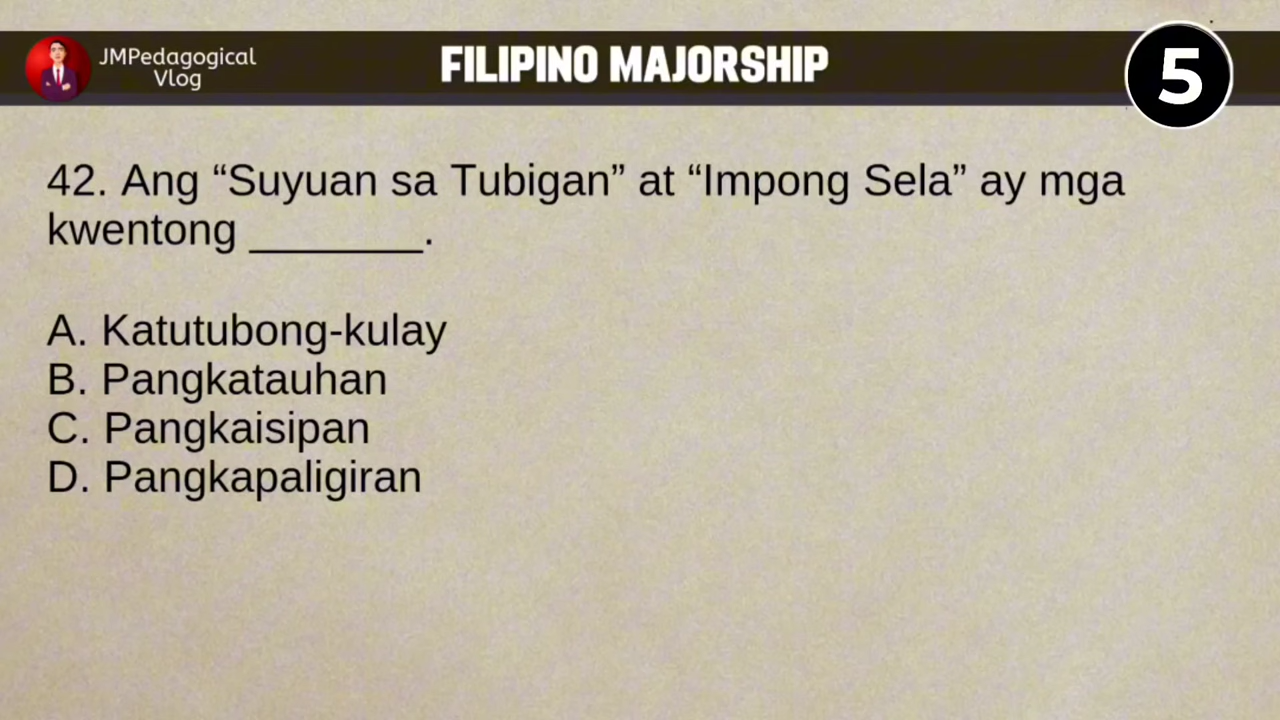 JMPedagogical
Vlog
FILIPINO MAJORSHIP
5
42. Ang “Suyuan sa Tubigan” at “Impong Sela” ay mga
kwentong _______.
A. Katutubong-kulay
B. Pangkatauhan
C. Pangkaisipan
D. Pangkapaligiran